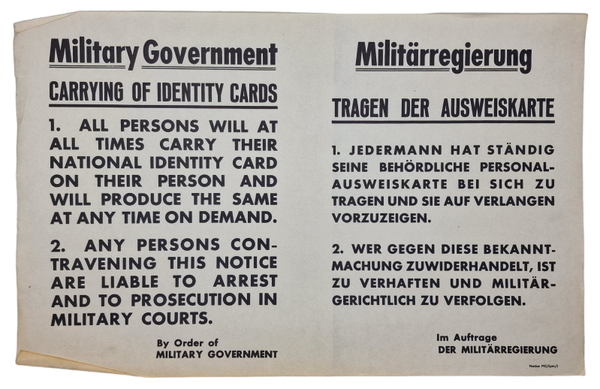 Military Government
CARRYING OF IDENTITY CARDS
1. ALL PERSONS WILL AT
ALL TIMES CARRY THEIR
NATIONAL IDENTITY CARD
ON THEIR PERSON AND
WILL PRODUCE THE SAME
AT ANY TIME ON DEMAND.
2. ANY PERSONS CON-
TRAVENING THIS NOTICE
ARE LIABLE TO ARREST
AND TO PROSECUTION IN
MILITARY COURTS.
By Order of
MILITARY GOVERNMENT
Militärregierung
TRAGEN DER AUSWEISKARTE
1. JEDERMANN HAT STÄNDIG
SEINE BEHÖRDLICHE PERSONAL-
AUSWEISKARTE BEI SICH ZU
TRAGEN UND SIE AUF VERLANGEN
VORZUZEIGEN.
2. WER GEGEN DIESE BEKANNT-
MACHUNG ZUWIDERHANDELT, IST
ZU VERHAFTEN UND MILITÄR-
GERICHTLICH ZU VERFOLGEN.
Im Auftrage
DER MILITÄRREGIERUNG